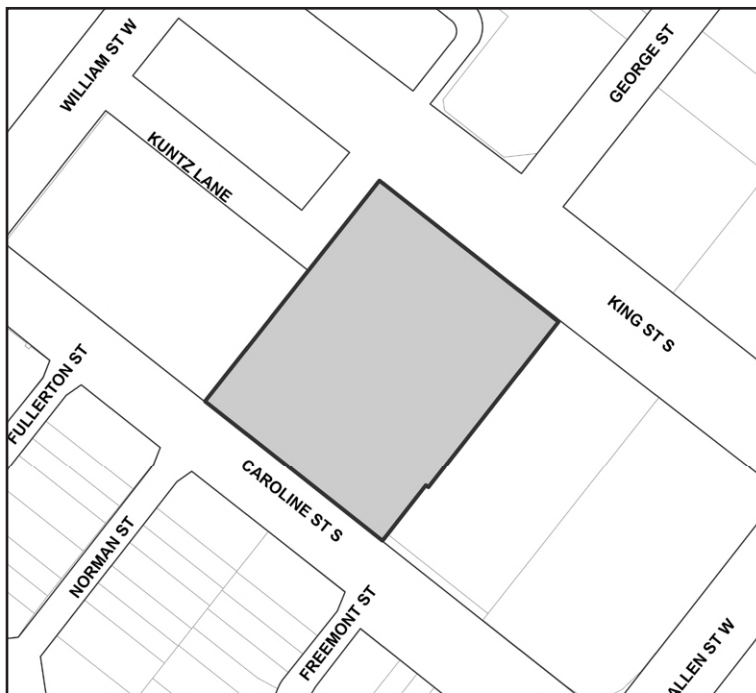 WILLIAM ST W
GEORGE ST
KUNTZ LANE
KING ST S
FULLERTON ST
CAROLINE ST S
NORMAN ST
FREEMONT ST
ALLEN ST W